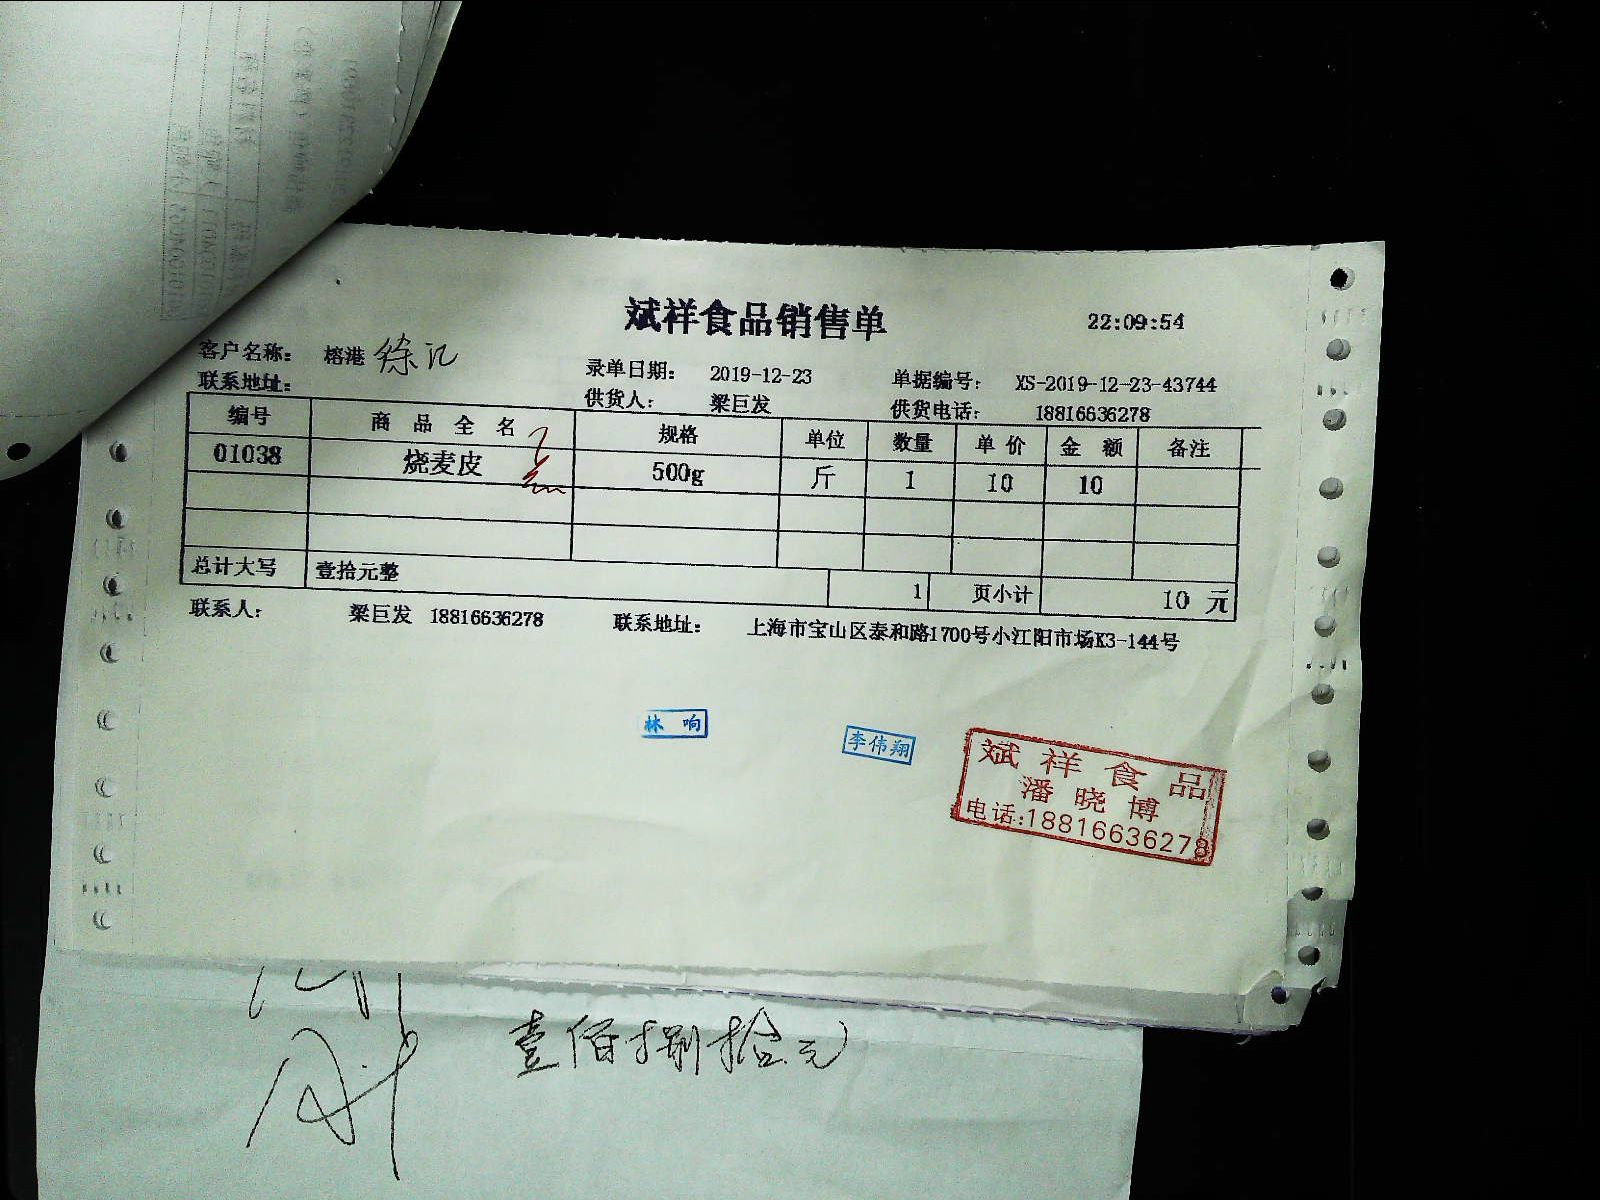 斌祥食品销售单
22:09:54
客户名称： 榕港 徐记 录单日期： 2019-12-23 单据编号： XS-2019-12-23-43744
联系地址： 供货人： 梁巨发 供货电话： 18816636278
编号 商品全名 规格 单位 数量 单价 金额 备注
01038 烧麦皮 500g 斤 1 10 10
总计大写 壹拾元整 1 页小计 10 元
联系人： 梁巨发 18816636278 联系地址： 上海市宝山区泰和路1700号小江阳市场K3-144号
林响
李伟翔
斌祥食品
潘晓博
电话:18816636278
壹佰捌拾元